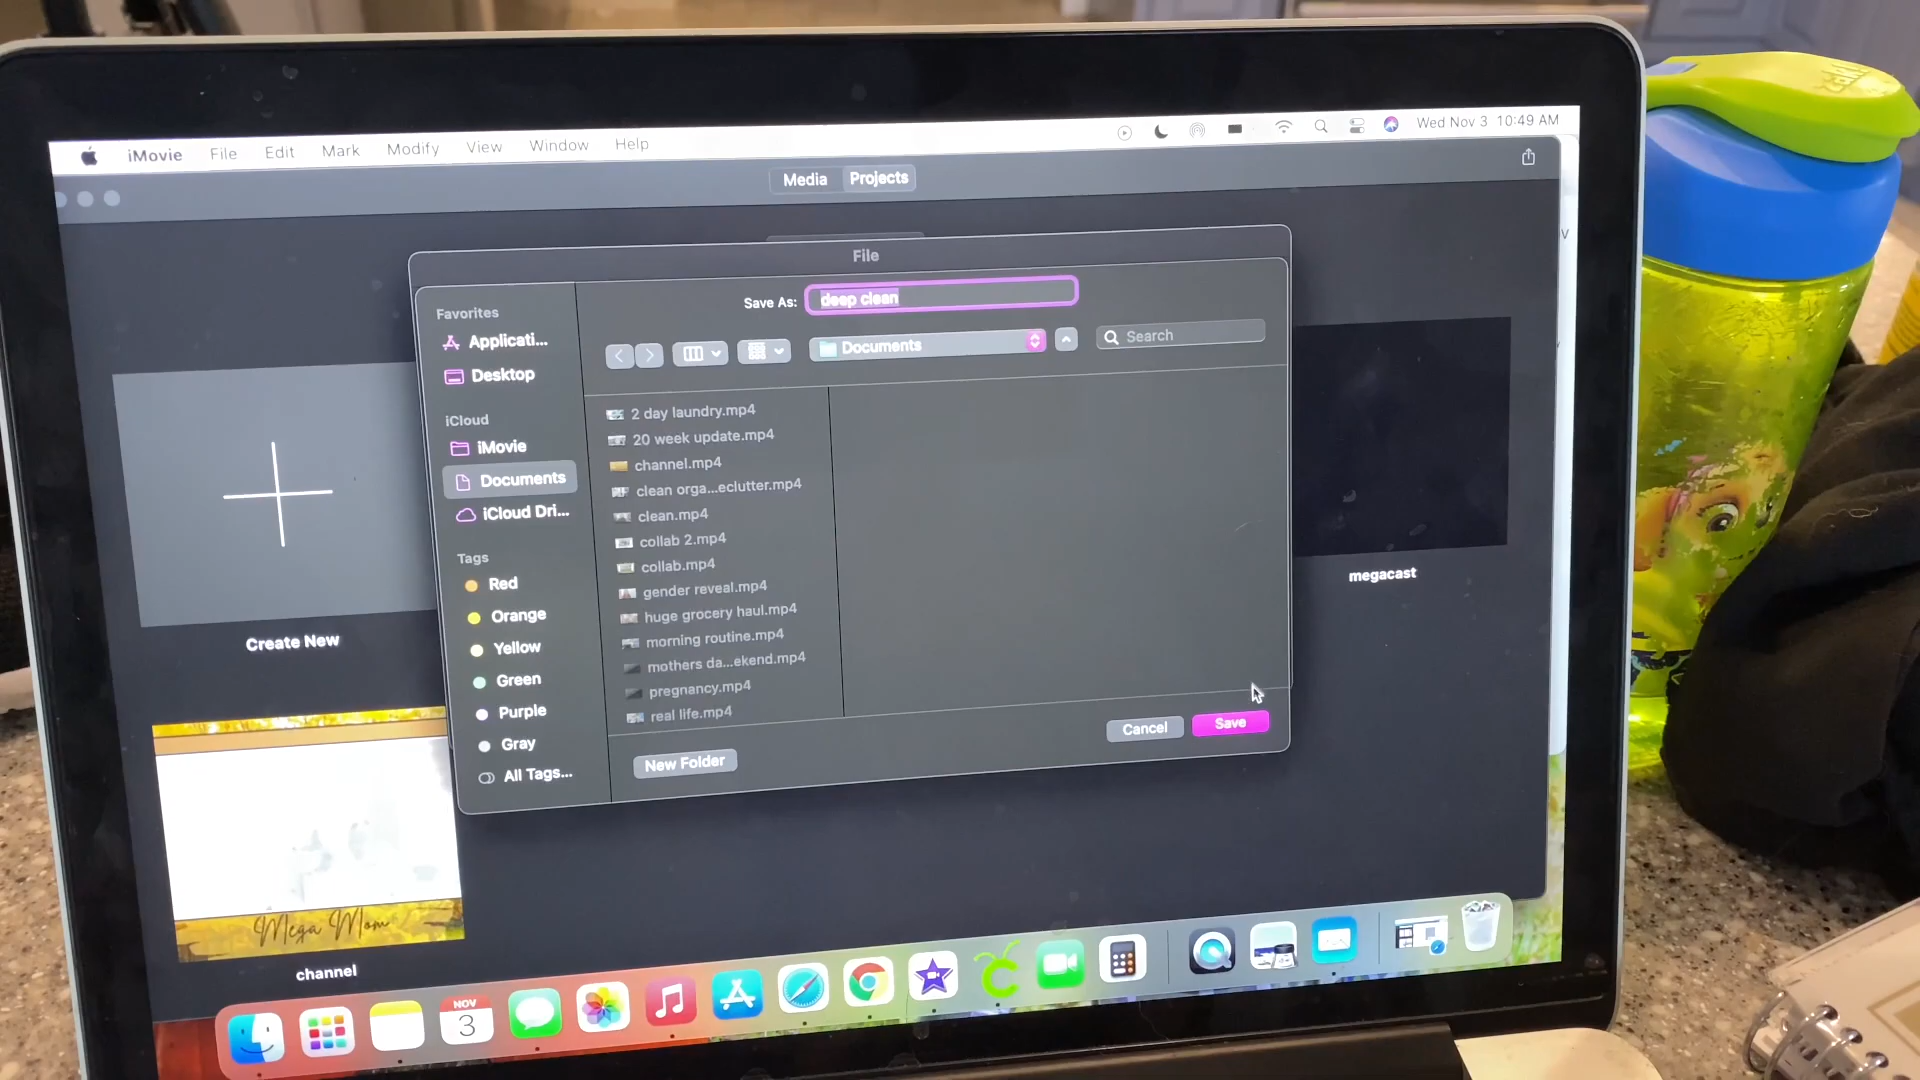 iMovie File Edit Mark Modify View Window Help Wed Nov 3 10:49 AM
Media Projects
File
Save As: deep clean
Documents
Search
Favorites
Applicati...
Desktop
iCloud
iMovie
Documents
iCloud Dri...
Tags
Red
Orange
Yellow
Green
Purple
Gray
All Tags...
2 day laundry.mp4
20 week update.mp4
channel.mp4
clean orga...eclutter.mp4
clean.mp4
collab 2.mp4
collab.mp4
gender reveal.mp4
huge grocery haul.mp4
morning routine.mp4
mothers da...ekend.mp4
pregnancy.mp4
real life.mp4
New Folder
Cancel
Save
Create New
megacast
Mega Mom
channel
NOV
3